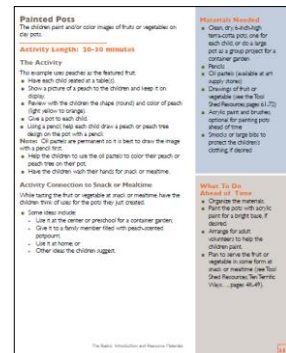 Painted Pots
The children paint and/or color images of fruits or vegetables on
clay pots.
Activity Length: 20-30 minutes
The Activity
This example uses peaches as the featured fruit.
Have each child seated at a table(s).
Show a picture of a peach to the children and keep it on
display.
Review with the children the shape (round) and color of peach
(light yellow to orange).
Give a pot to each child.
Using a pencil, help each child draw a peach or peach tree
design on the pot with a pencil.
Note: Oil pastels are permanent so it is best to draw the image
with a pencil first.
Help the children to use the oil pastels to color their peach or
peach tree on their pot.
Have the children wash their hands for snack or mealtime.
Activity Connection to Snack or Mealtime
While tasting the fruit or vegetable at snack or mealtime, have the
children think of uses for the pots they just created.
Some ideas include:
- Use it at the center or preschool for a container garden;
- Give it to a family member filled with peach-scented
potpourri;
- Use it at home; or
- Other ideas the children suggest.
Materials Needed
Clean, dry 6-inch-high
terra-cotta pots; one for
each child, or do a large
pot as a group project for a
container garden
Pencils
Oil pastels (available at art
supply stores)
Drawings of fruit or
vegetable (see the Tool
Shed Resources, pages 61,72)
Acrylic paint and brushes,
optional for painting pots
ahead of time
Smocks or large bibs to
protect the children's
clothing, if desired
What To Do
Ahead of Time
Organize the materials.
Paint the pots with acrylic
paint for a bright base, if
desired.
Arrange for adult
volunteers to help the
children paint.
Plan to serve the fruit or
vegetable in some form at
snack or mealtime (see Tool
Shed Resources, Ten Terrific
Ways..., pages 46-49).
The Basics: Introduction and Resource Materials